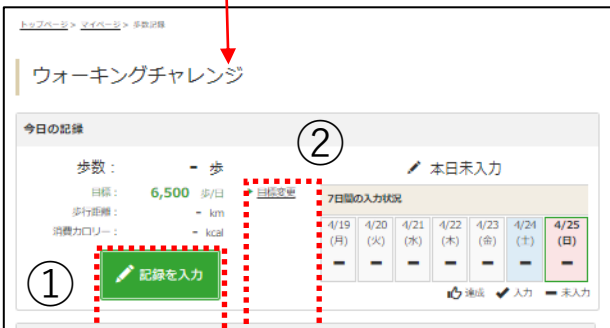 トップページ > マイページ > 歩数記録
ウォーキングチャレンジ
今日の記録
②
歩数： - 歩
本日未入力
目標： 6,500 歩/日
目標変更
7日間の入力状況
歩行距離： - km
消費カロリー： - kcal
4/19 4/20 4/21 4/22 4/23 4/24 4/25
(月) (火) (水) (木) (金) (土) (日)
- - - - - - -
①
記録を入力
達成 入力 未入力